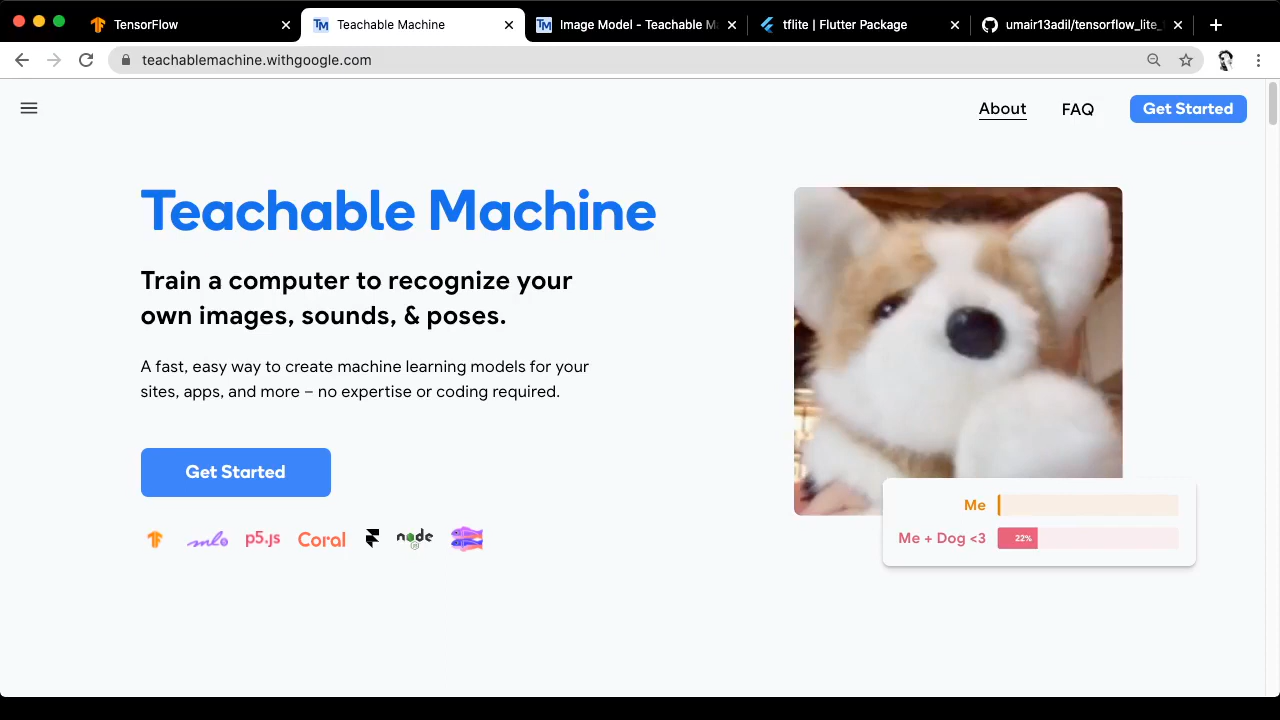 TensorFlow
Teachable Machine
Image Model - Teachable M
tflite | Flutter Package
umair13adil/tensorflow_lite_
teachablemachine.withgoogle.com
About
FAQ
Get Started
Teachable Machine
Train a computer to recognize your
own images, sounds, & poses.
A fast, easy way to create machine learning models for your
sites, apps, and more – no expertise or coding required.
Get Started
p5.js
Coral
node
Me
Me + Dog <3
22%